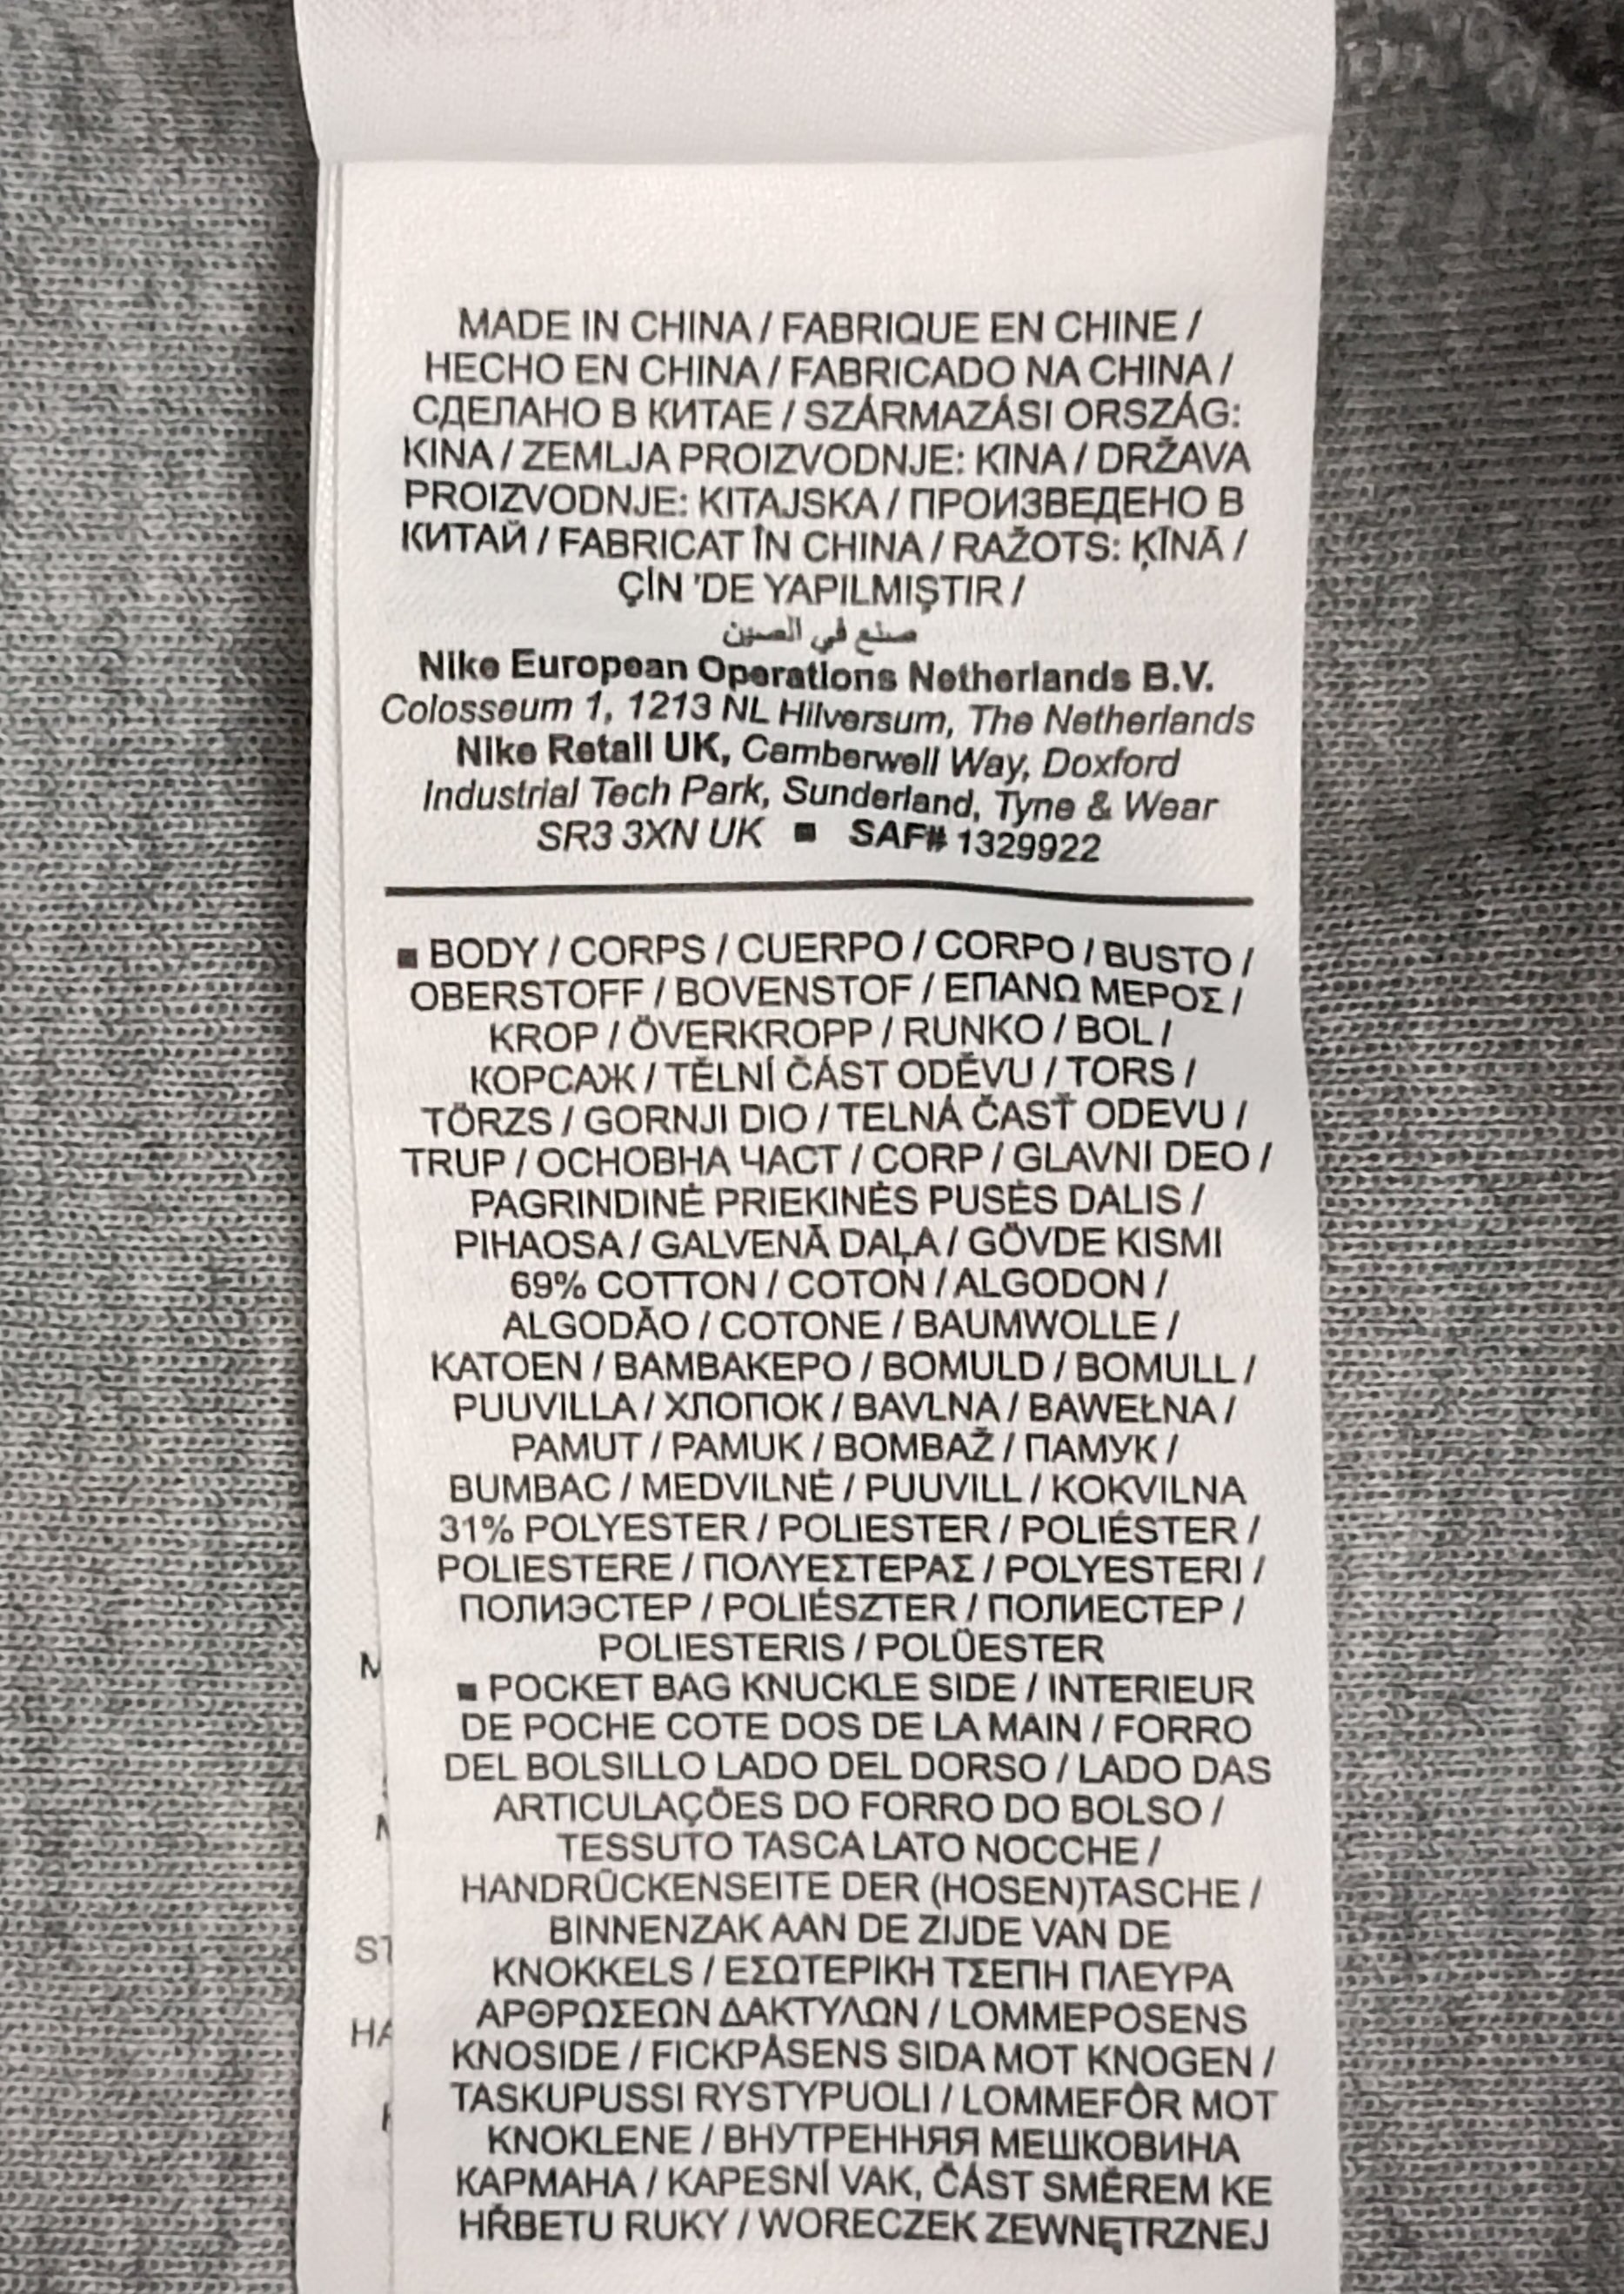 MADE IN CHINA / FABRIQUE EN CHINE /
HECHO EN CHINA / FABRICADO NA CHINA /
СДЕЛАНО В КИТАЕ / SZÁRMAZÁSI ORSZÁG:
KINA / ZEMLJA PROIZVODNJE: KINA / DRŽAVA
PROIZVODNJE: KITAJSKA / ПРОИЗВЕДЕНО В
КИТАЙ / FABRICAT ÎN CHINA / RAŽOTS: ĶĪNĀ /
ÇİN 'DE YAPILMIŞTIR /
صنع في الصين
Nike European Operations Netherlands B.V.
Colosseum 1, 1213 NL Hilversum, The Netherlands
Nike Retail UK, Camberwell Way, Doxford
Industrial Tech Park, Sunderland, Tyne & Wear
SR3 3XN UK ■ SAF# 1329922
■ BODY / CORPS / CUERPO / CORPO / BUSTO /
OBERSTOFF / BOVENSTOF / ΕΠΑΝΩ ΜΕΡΟΣ /
KROP / ÖVERKROPP / RUNKO / BOL /
КОРСАЖ / TĚLNÍ ČÁST ODĚVU / TORS /
TÖRZS / GORNJI DIO / TELNÁ ČASŤ ODEVU /
TRUP / ОСНОВНА ЧАСТ / CORP / GLAVNI DEO /
PAGRINDINĖ PRIEKINĖS PUSĖS DALIS /
PIHAOSA / GALVENĀ DAĻA / GÖVDE KISMI
69% COTTON / COTON / ALGODON /
ALGODÃO / COTONE / BAUMWOLLE /
KATOEN / ΒΑΜΒΑΚΕΡΟ / BOMULD / BOMULL /
PUUVILLA / ХЛОПОК / BAVLNA / BAWEŁNA /
PAMUT / PAMUK / BOMBAŽ / ПАМУК /
BUMBAC / MEDVILNĖ / PUUVILL / KOKVILNA
31% POLYESTER / POLIESTER / POLIÉSTER /
POLIESTERE / ΠΟΛΥΕΣΤΕΡΑΣ / POLYESTERI /
ПОЛИЭСТЕР / POLIÉSZTER / ПОЛИЕСТЕР /
POLIESTERIS / POLÜESTER
■ POCKET BAG KNUCKLE SIDE / INTERIEUR
DE POCHE COTE DOS DE LA MAIN / FORRO
DEL BOLSILLO LADO DEL DORSO / LADO DAS
ARTICULAÇÕES DO FORRO DO BOLSO /
TESSUTO TASCA LATO NOCCHE /
HANDRÜCKENSEITE DER (HOSEN)TASCHE /
BINNENZAK AAN DE ZIJDE VAN DE
KNOKKELS / ΕΣΩΤΕΡΙΚΗ ΤΣΕΠΗ ΠΛΕΥΡΑ
ΑΡΘΡΩΣΕΩΝ ΔΑΚΤΥΛΩΝ / LOMMEPOSENS
KNOSIDE / FICKPÅSENS SIDA MOT KNOGEN /
TASKUPUSSI RYSTYPUOLI / LOMMEFÔR MOT
KNOKLENE / ВНУТРЕННЯЯ МЕШКОВИНА
КАРМАНА / KAPESNÍ VAK, ČÁST SMĚREM KE
HŘBETU RUKY / WORECZEK ZEWNĘTRZNEJ